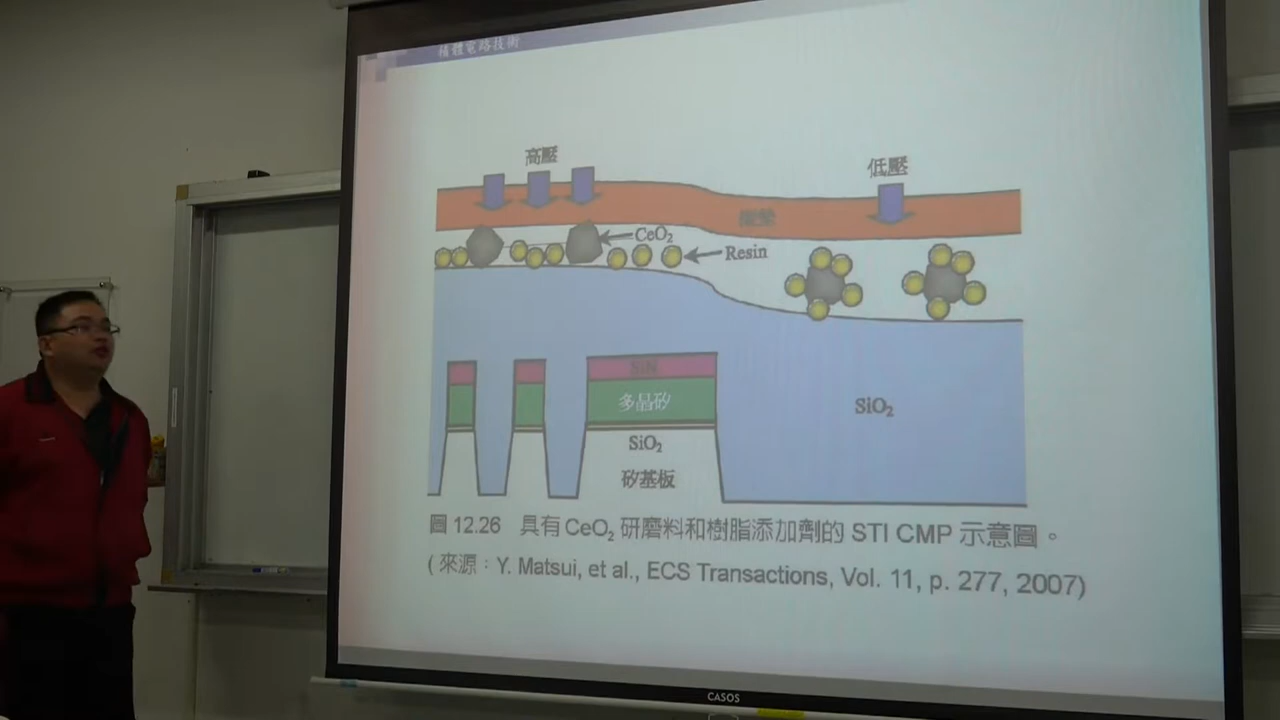 積體電路技術
高壓
低壓
CeO₂
Resin
SiN
多晶矽
SiO₂
SiO₂
矽基板
圖 12.26 具有 CeO₂ 研磨料和樹脂添加劑的 STI CMP 示意圖。
( 來源：Y. Matsui, et al., ECS Transactions, Vol. 11, p. 277, 2007)
CASOS